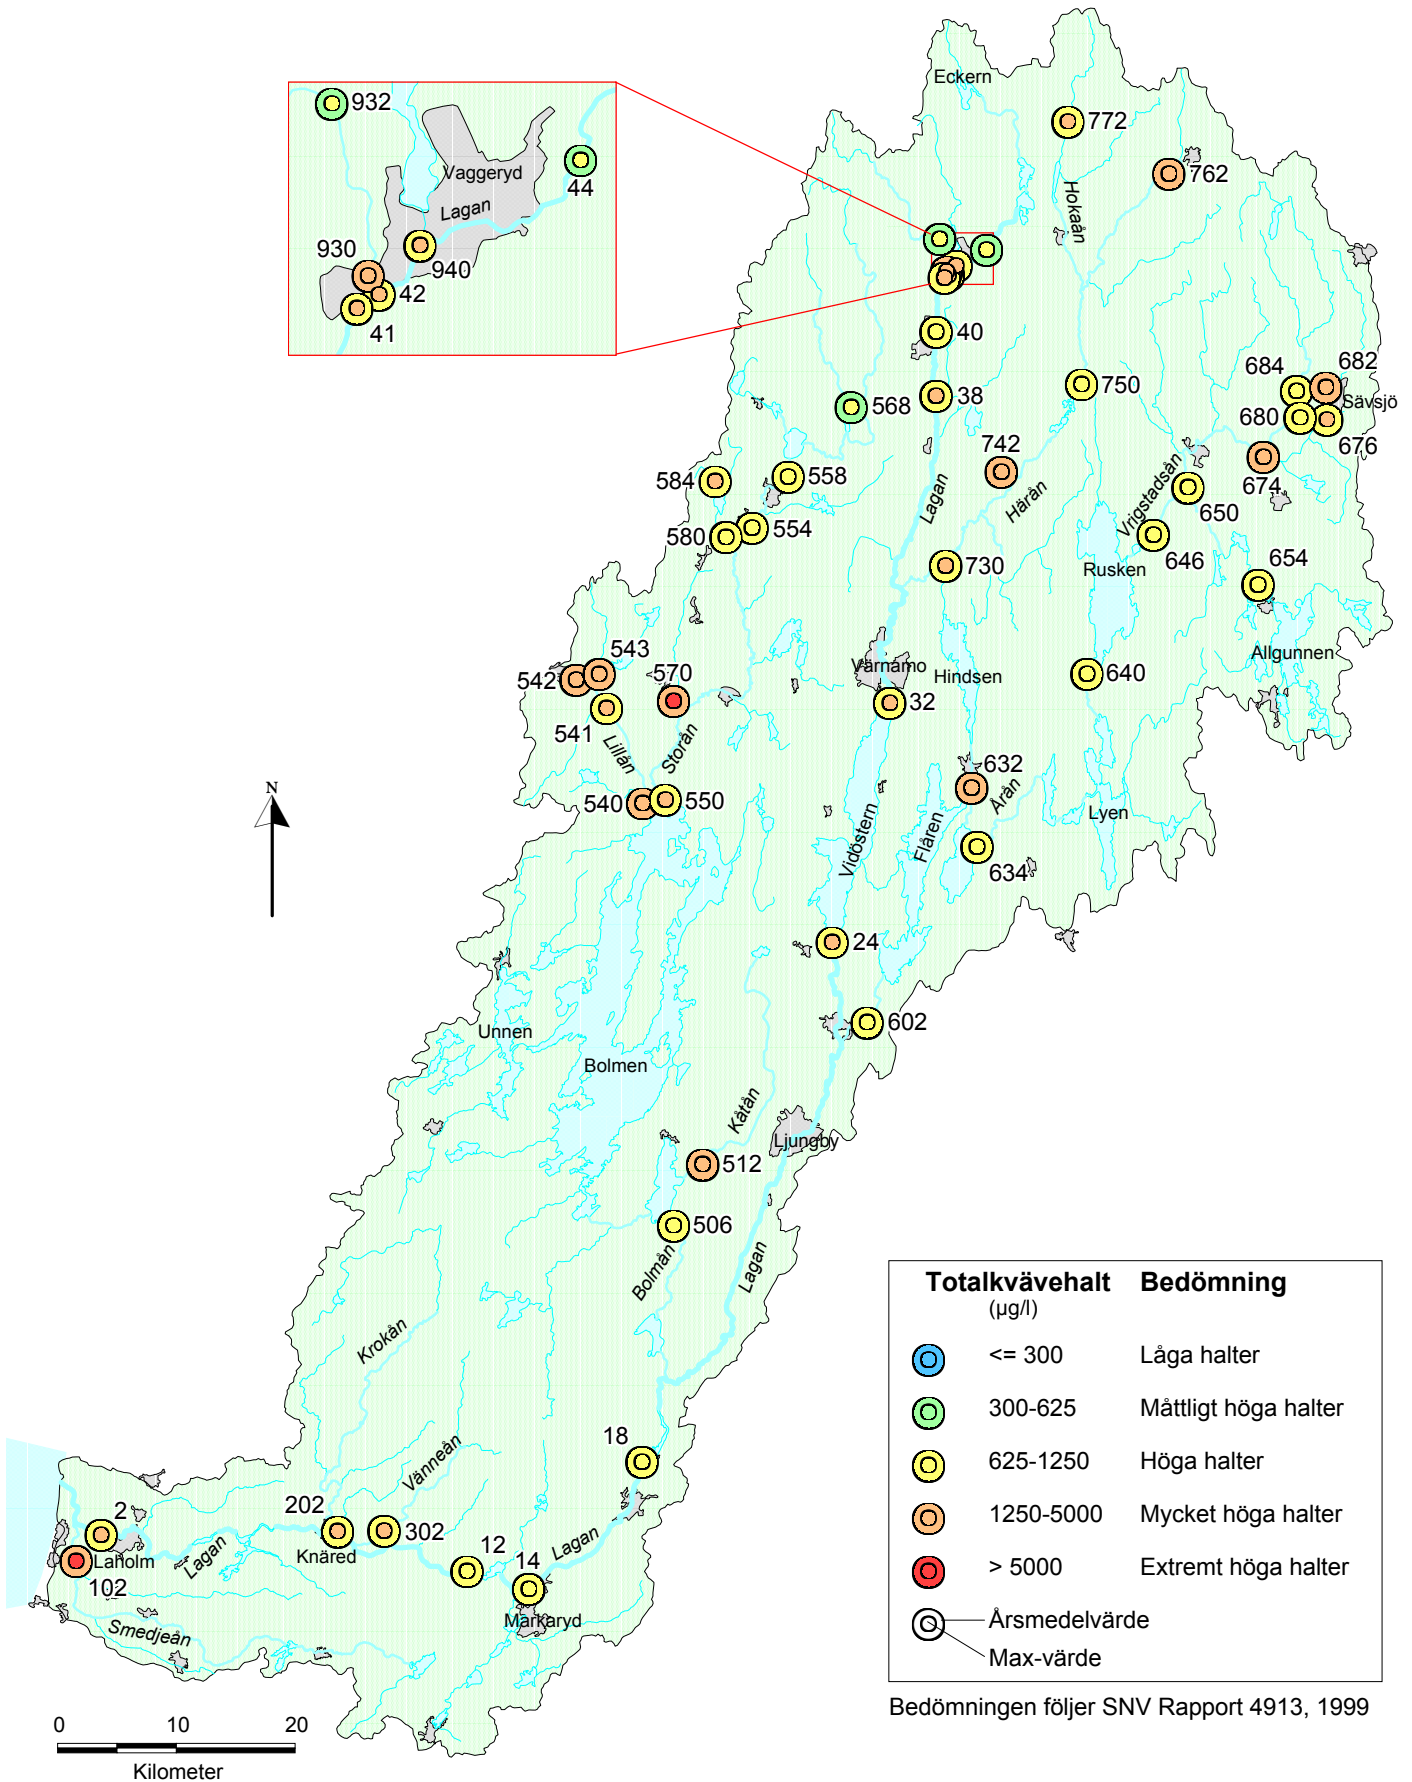 Eckern
772
762
Hokaån
932
Vaggeryd
44
Lagan
930
940
42
41
40
38
568
750
684
682
Sävsjö
680
676
742
674
584
558
Lagan
Härån
Vrigstadsån
650
580
554
646
730
Rusken
654
543
542
570
Värnamo
Hindsen
Allgunnen
640
541
32
Lillån
Storån
632
540
550
Årån
Vidöstern
Flåren
Lyen
634
N
24
602
Unnen
Bolmen
Kåtån
Ljungby
512
506
Bolmån
Lagan
Krokån
18
Vänneån
2
202
302
Lagan
Knäred
12
14
Lagan
Laholm
102
Markaryd
Smedjeån
0 10 20
Kilometer
Totalkvävehalt Bedömning
(µg/l)
<= 300 Låga halter
300-625 Måttligt höga halter
625-1250 Höga halter
1250-5000 Mycket höga halter
> 5000 Extremt höga halter
Årsmedelvärde
Max-värde
Bedömningen följer SNV Rapport 4913, 1999